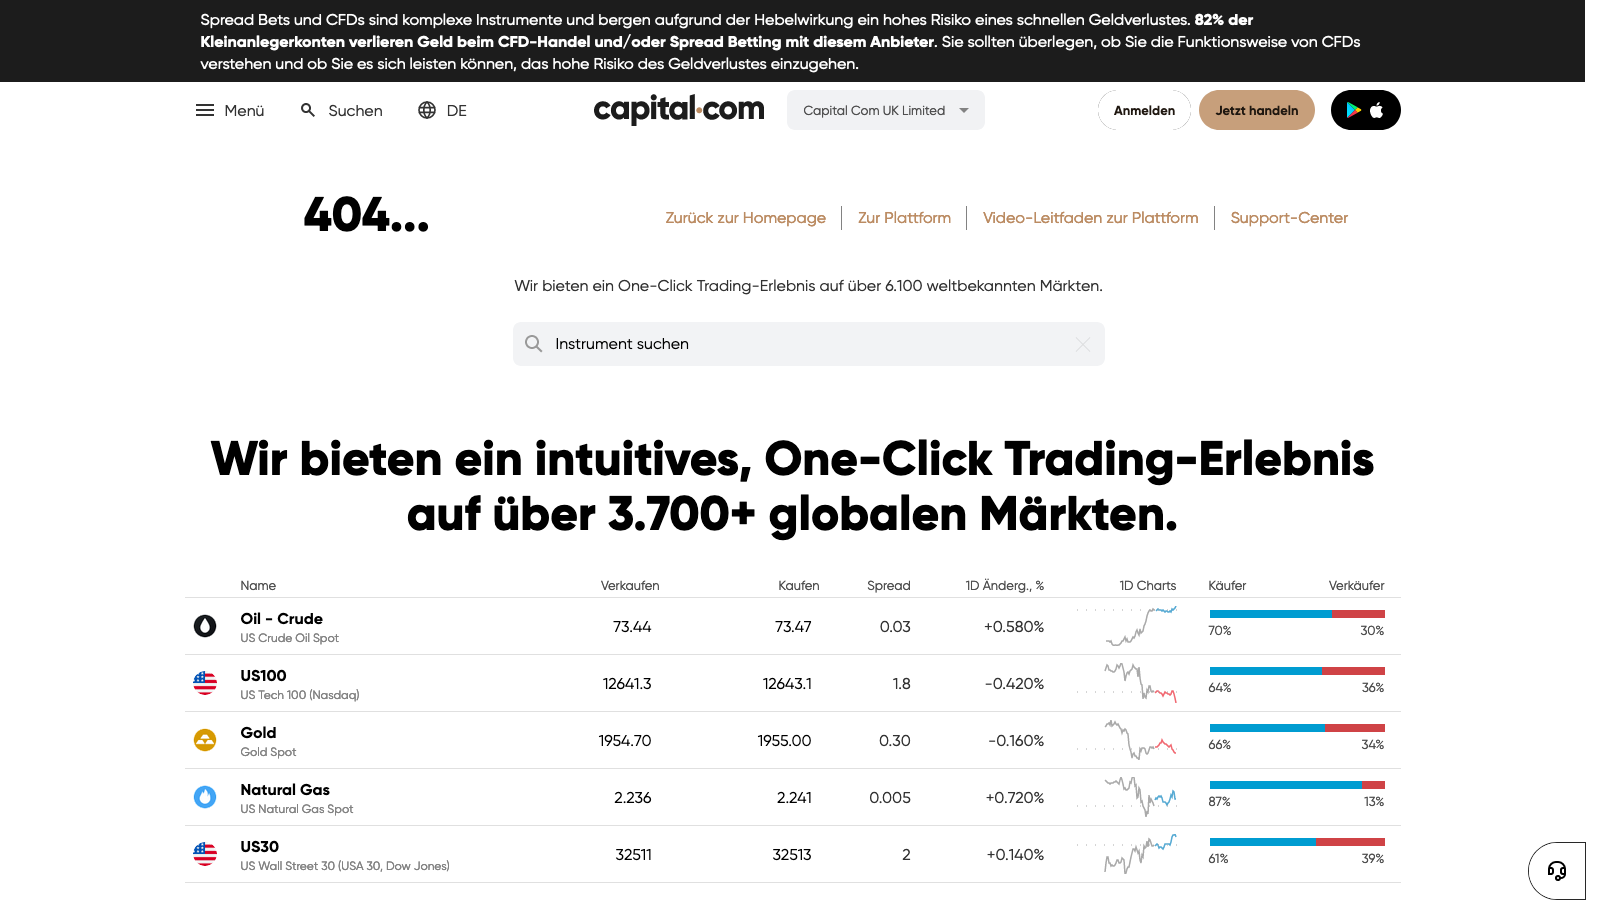 Spread Bets und CFDs sind komplexe Instrumente und bergen aufgrund der Hebelwirkung ein hohes Risiko eines schnellen Geldverlustes. 82% der
Kleinanlegerkonten verlieren Geld beim CFD-Handel und/oder Spread Betting mit diesem Anbieter. Sie sollten überlegen, ob Sie die Funktionsweise von CFDs
verstehen und ob Sie es sich leisten können, das hohe Risiko des Geldverlustes einzugehen.
Menü Suchen DE capital.com Capital Com UK Limited Anmelden Jetzt handeln
404...
Zurück zur Homepage Zur Plattform Video-Leitfaden zur Plattform Support-Center
Wir bieten ein One-Click Trading-Erlebnis auf über 6.100 weltbekannten Märkten.
Instrument suchen
Wir bieten ein intuitives, One-Click Trading-Erlebnis
auf über 3.700+ globalen Märkten.
Name Verkaufen Kaufen Spread 1D Änderg., % 1D Charts Käufer Verkäufer
Oil - Crude 73.44 73.47 0.03 +0.580% 70% 30%
US Crude Oil Spot
US100 12641.3 12643.1 1.8 -0.420% 64% 36%
US Tech 100 (Nasdaq)
Gold 1954.70 1955.00 0.30 -0.160% 66% 34%
Gold Spot
Natural Gas 2.236 2.241 0.005 +0.720% 87% 13%
US Natural Gas Spot
US30 32511 32513 2 +0.140% 61% 39%
US Wall Street 30 (USA 30, Dow Jones)